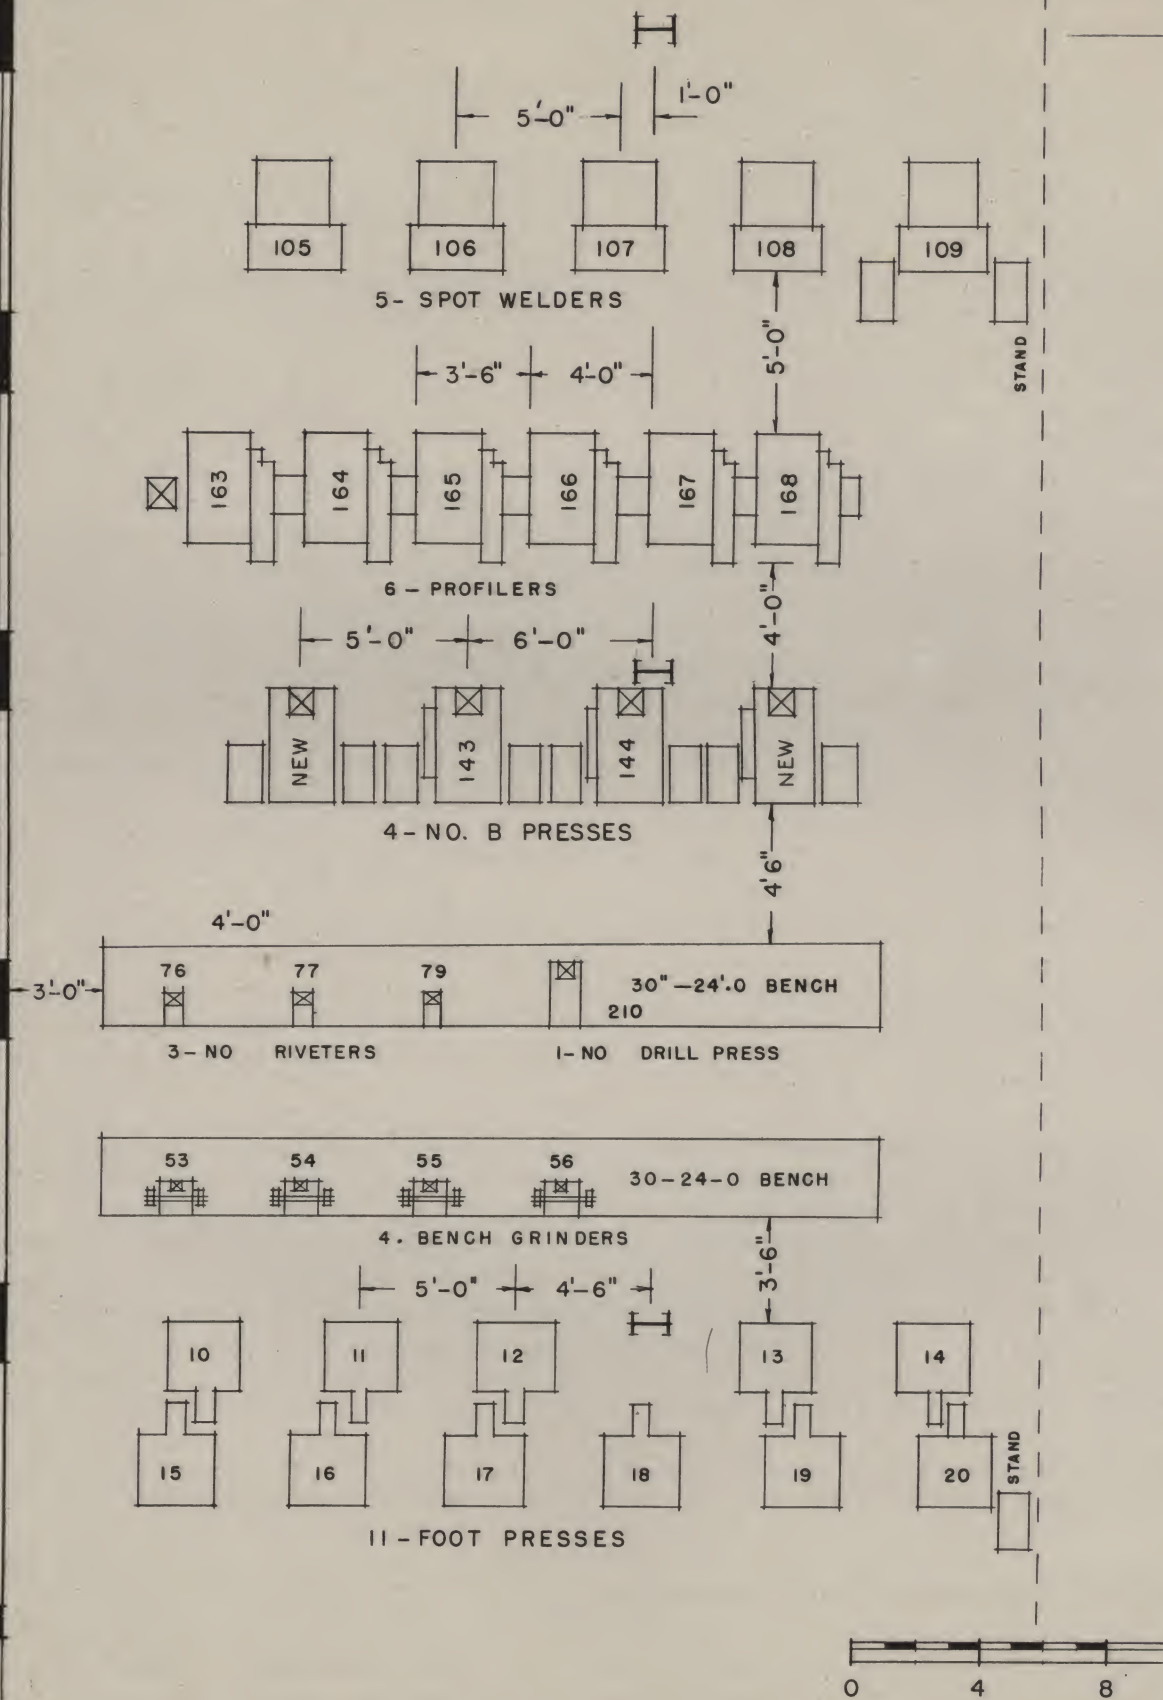 1'-0"
5'-0"
105 106 107 108 109
5- SPOT WELDERS
5'-0"
STAND
3'-6" 4'-0"
163 164 165 166 167 168
6 - PROFILERS
4'-0"
5'-0" 6'-0"
NEW 143 144 NEW
4-NO. B PRESSES
4'6"
4'-0"
76 77 79
3'-0"
30"-24'.0 BENCH
210
3-NO RIVETERS 1-NO DRILL PRESS
53 54 55 56
30-24-0 BENCH
4. BENCH GRINDERS
3'-6"
5'-0" 4'-6"
10 11 12 13 14
STAND
15 16 17 18 19 20
11-FOOT PRESSES
0 4 8